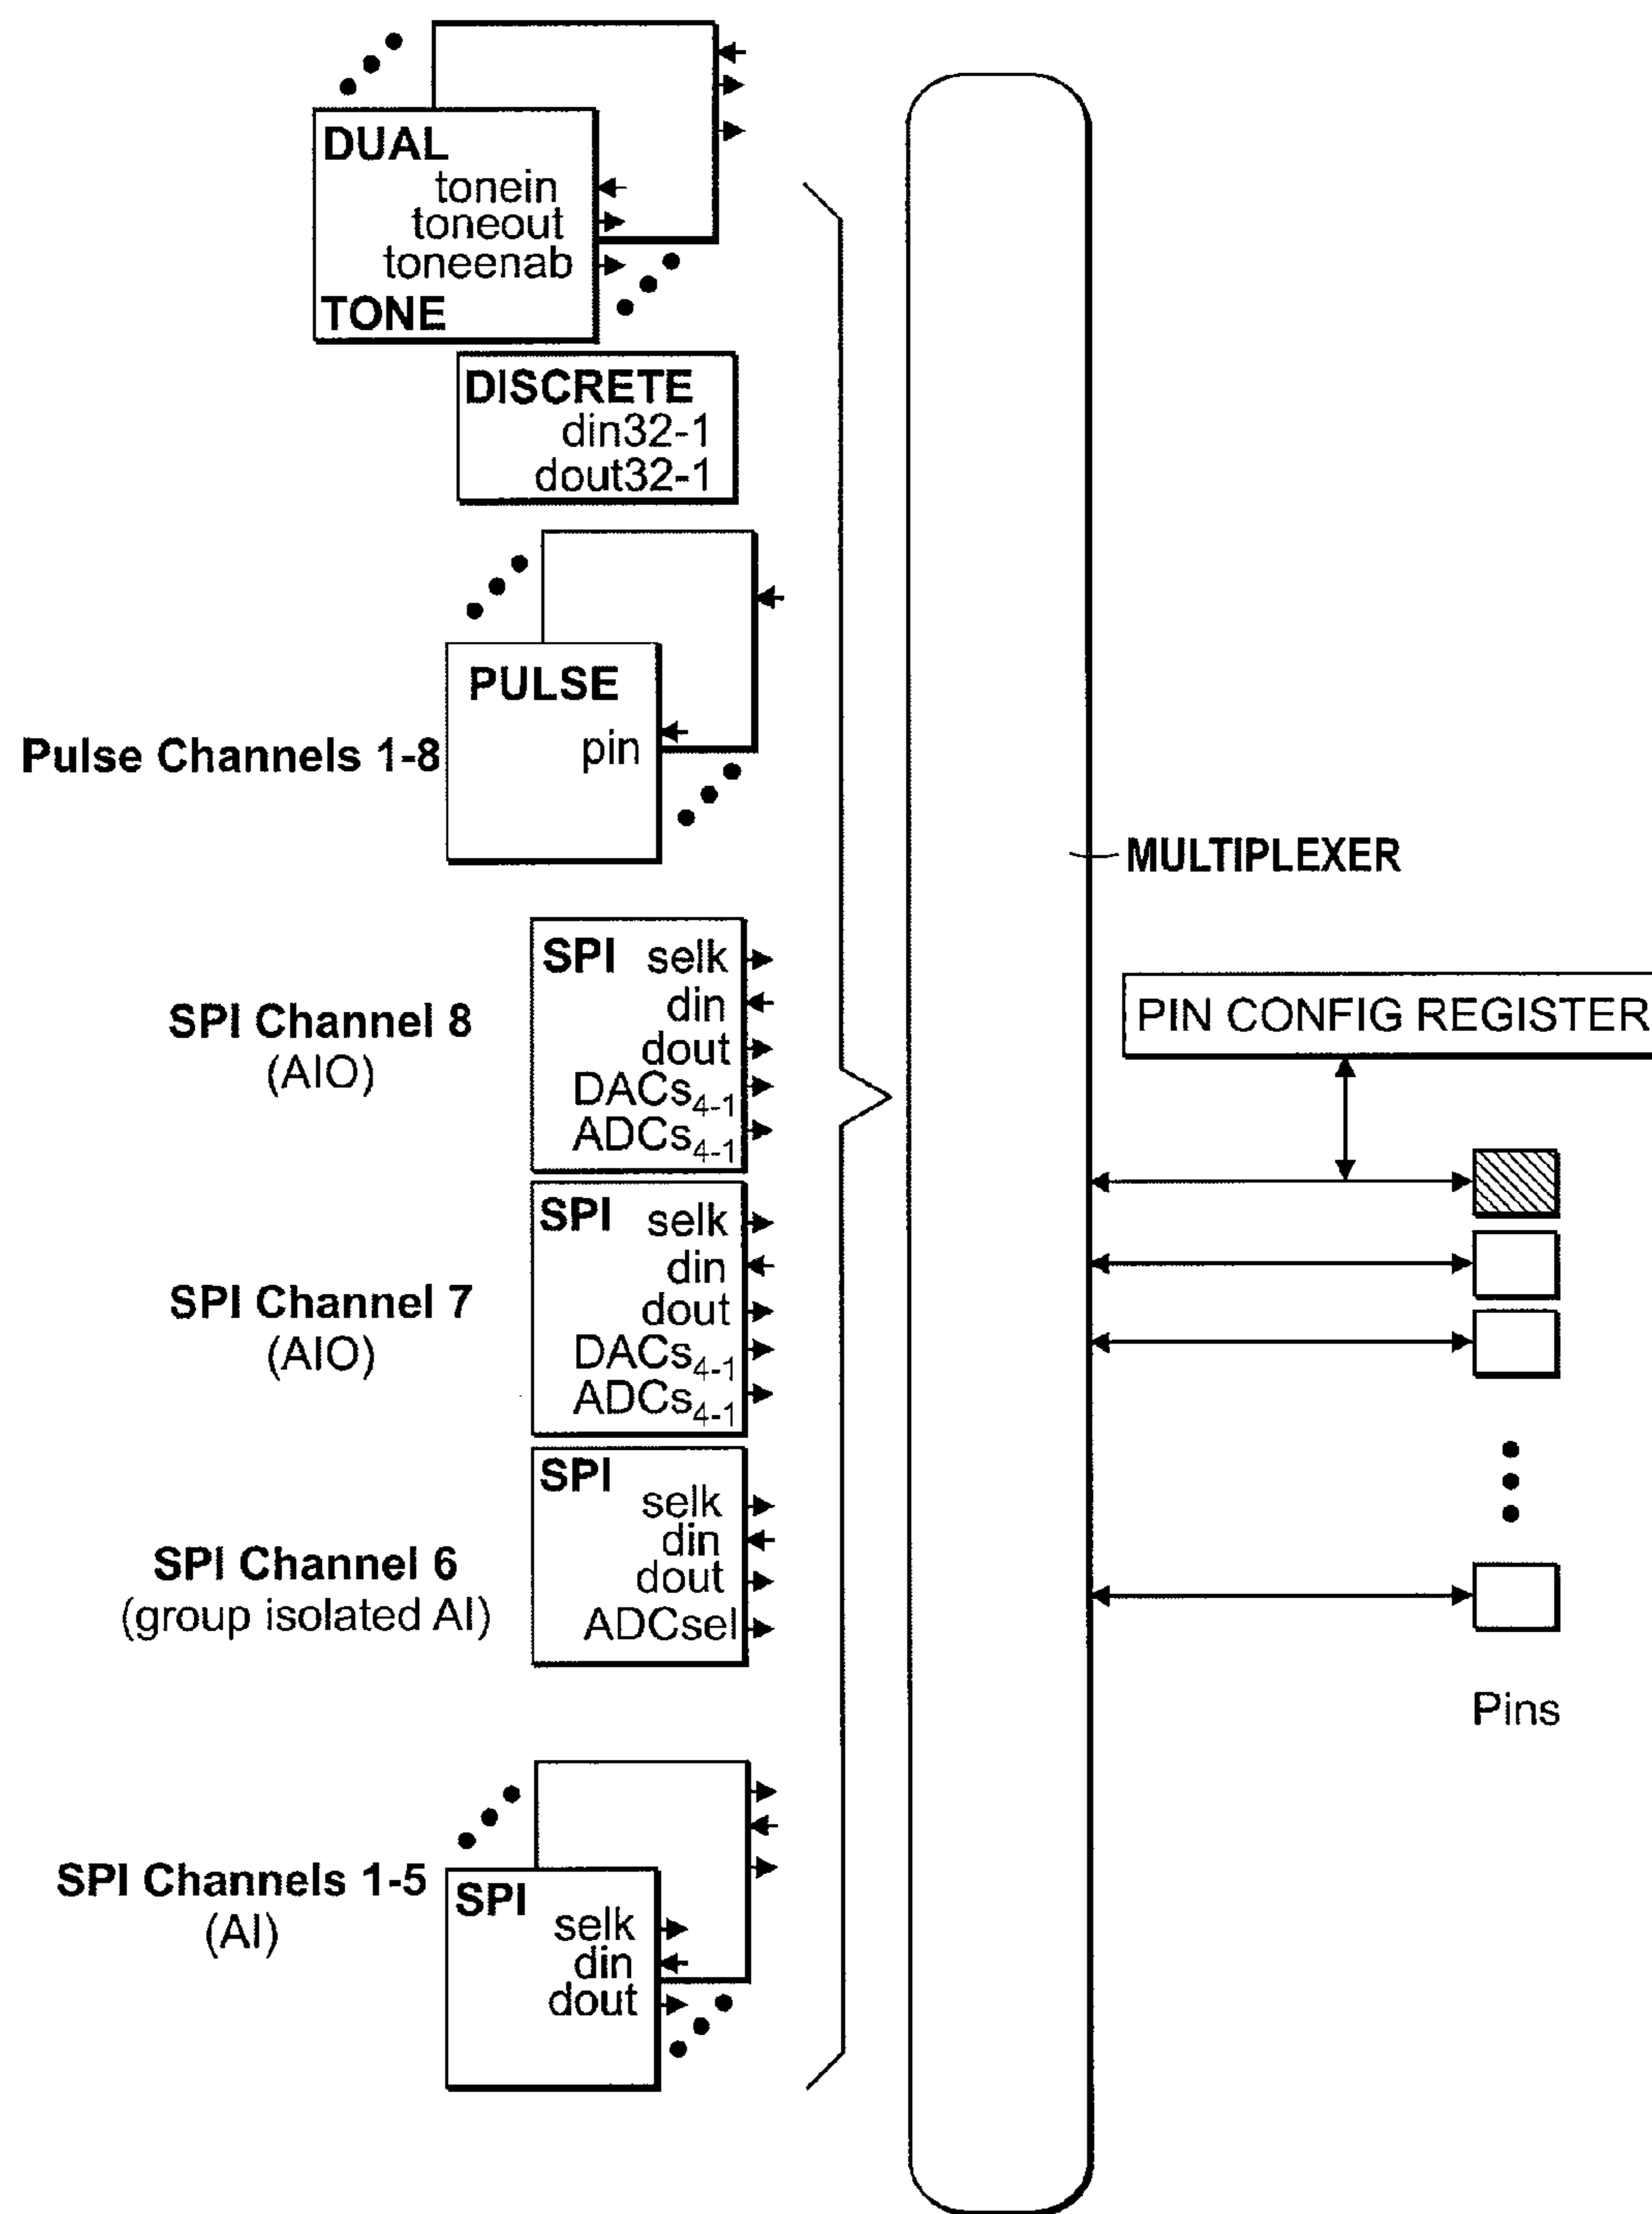 DUAL
tonein
toneout
toneenab
TONE
DISCRETE
din32-1
dout32-1
PULSE
pin
Pulse Channels 1-8
MULTIPLEXER
SPI selk
din
dout
DACs4-1
ADCs4-1
SPI Channel 8
(AIO)
PIN CONFIG REGISTER
SPI selk
din
dout
DACs4-1
ADCs4-1
SPI Channel 7
(AIO)
SPI
selk
din
dout
ADCsel
SPI Channel 6
(group isolated AI)
Pins
SPI Channels 1-5
(AI)
SPI
selk
din
dout